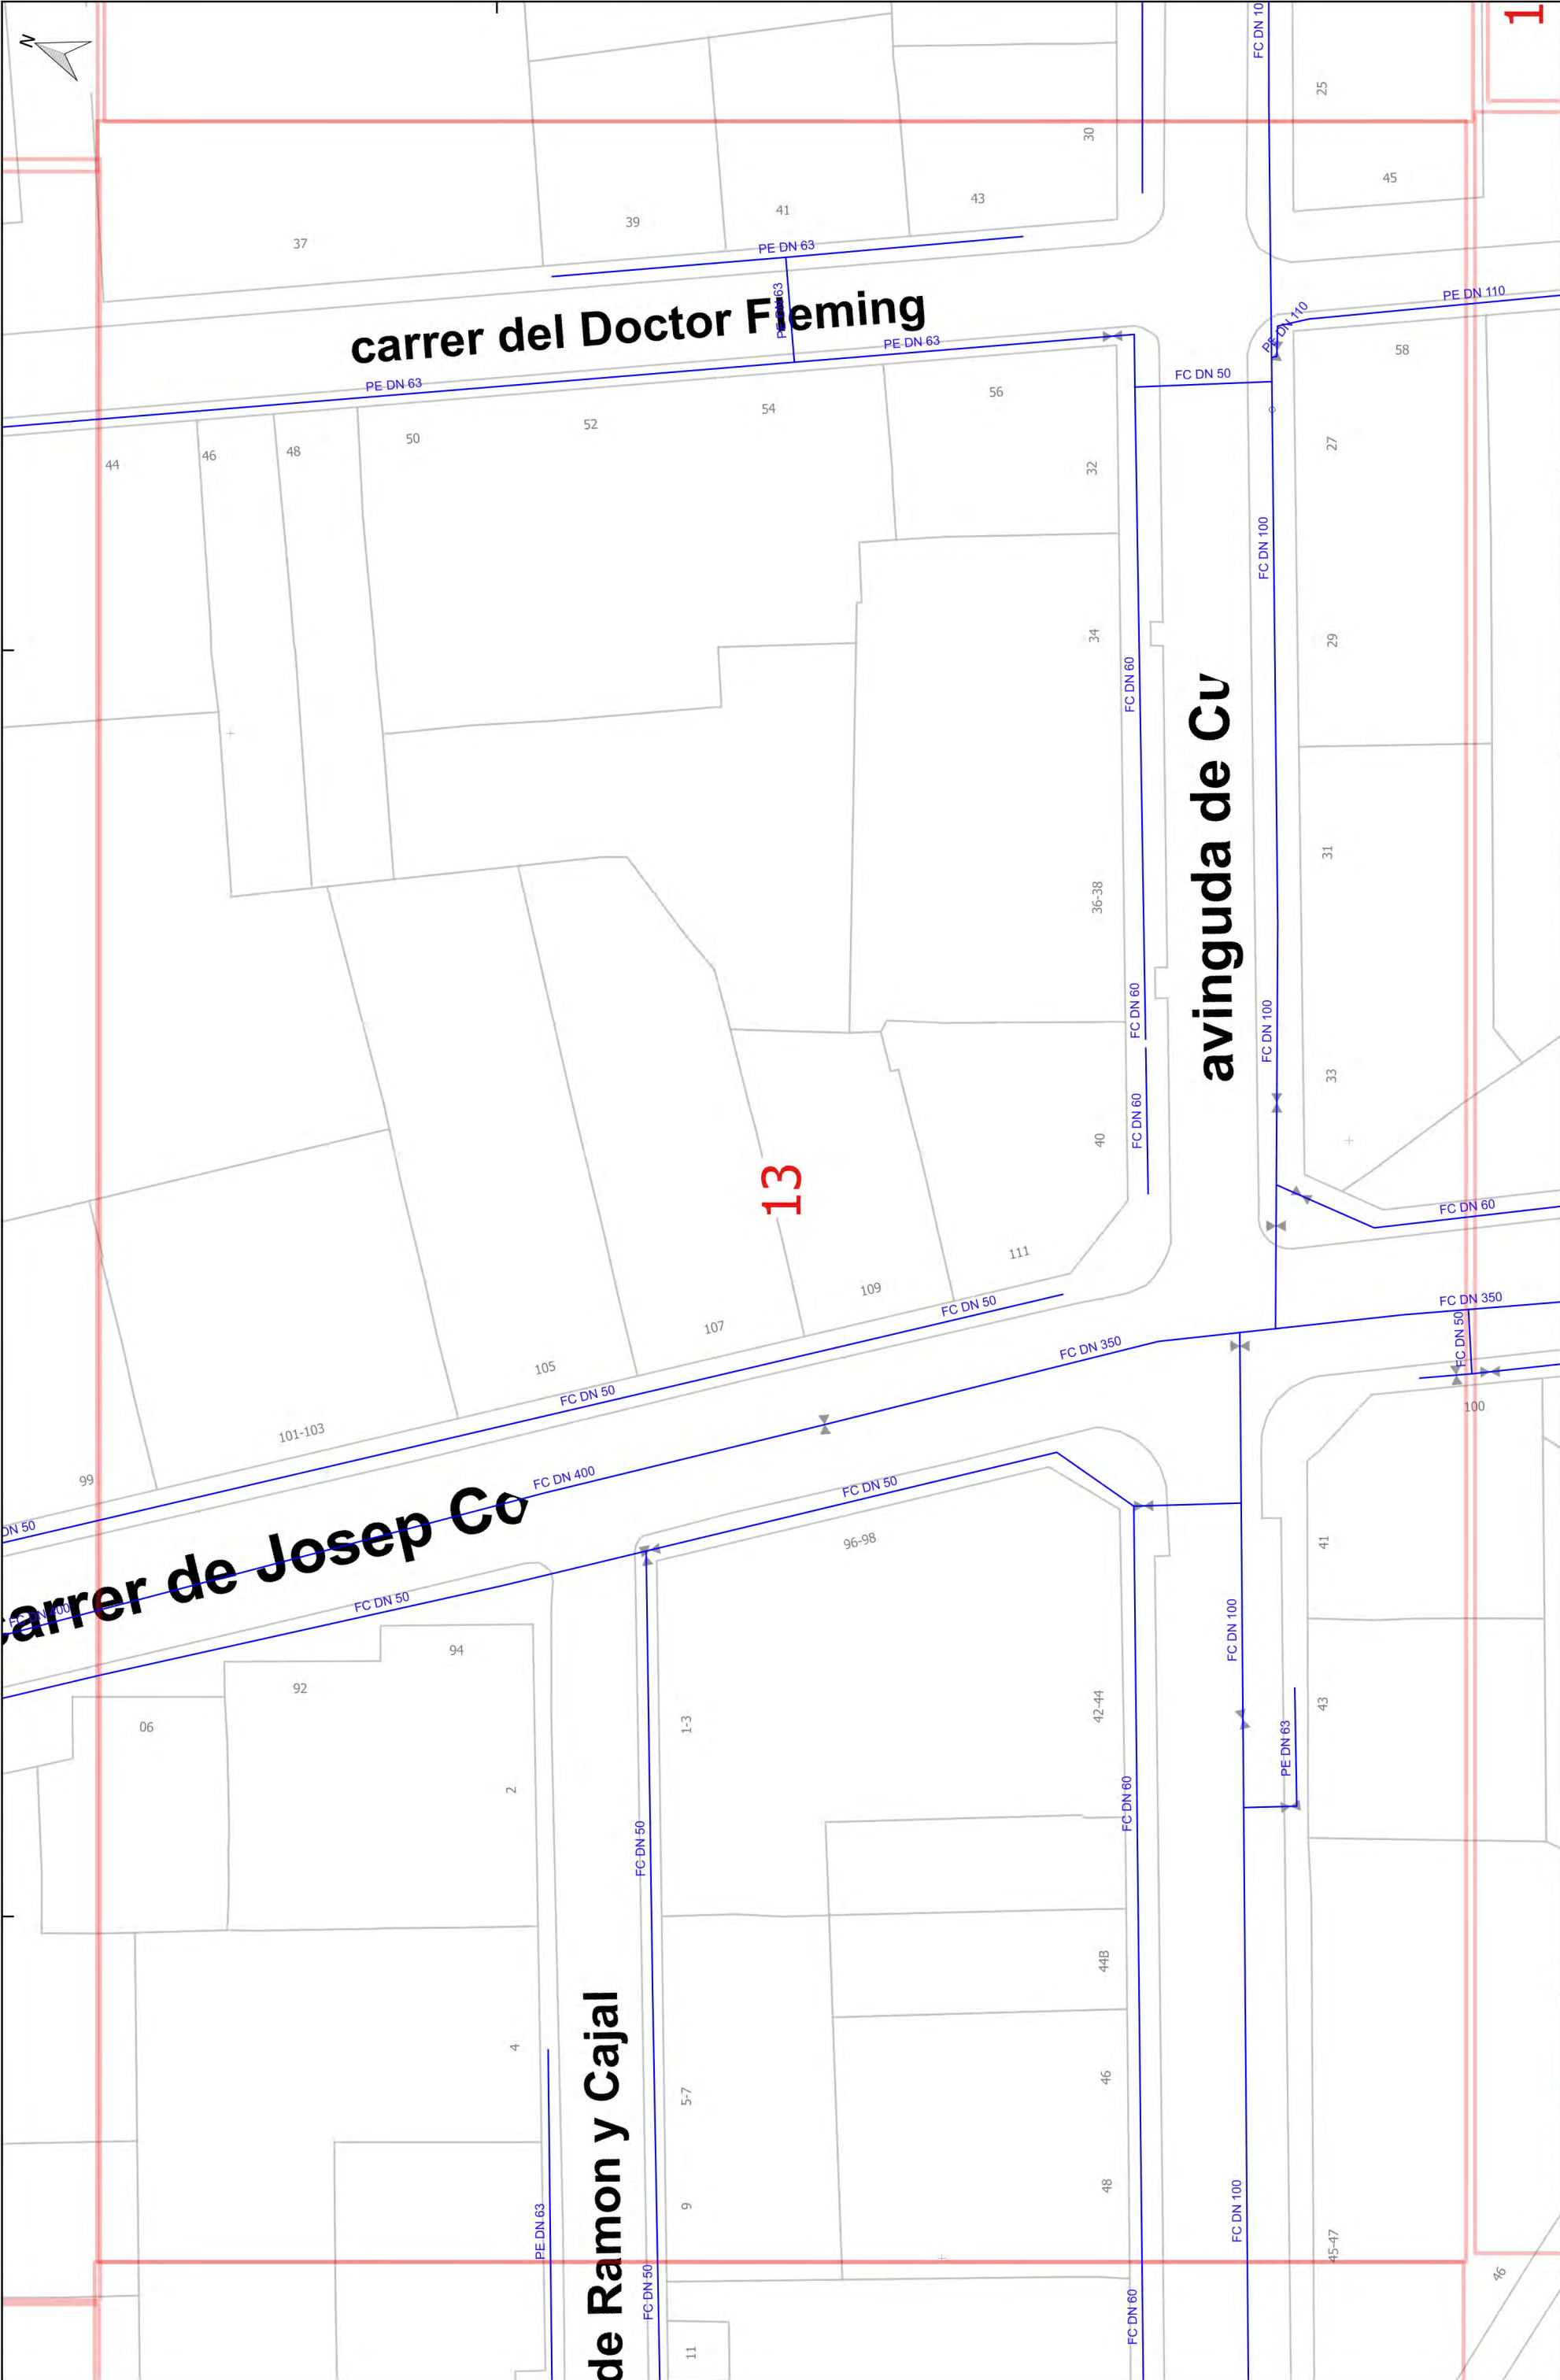 N
FC DN 10
1
25
30
45
43
41
39
37
PE DN 63
PE DN 63
carrer del Doctor Fleming
PE DN 110
PE DN 110
PE DN 63
PE DN 63
58
FC DN 50
56
54
52
50
48
46
44
32
27
FC DN 100
29
34
FC DN 60
avinguda de Cu
31
36-38
FC DN 60
FC DN 100
33
FC DN 60
40
13
FC DN 60
111
109
107
105
101-103
99
FC DN 50
FC DN 350
FC DN 350
FC DN 50
FC DN 50
100
FC DN 400
FC DN 50
DN 50
carrer de Josep Co
96-98
41
FC DN 50
FC DN 400
FC DN 100
94
92
90
2
1-3
42-44
43
PE DN 63
FC DN 60
FC DN 50
44B
4
de Ramon y Cajal
5-7
46
9
48
PE DN 63
FC DN 100
45-47
46
FC DN 50
FC DN 60
11